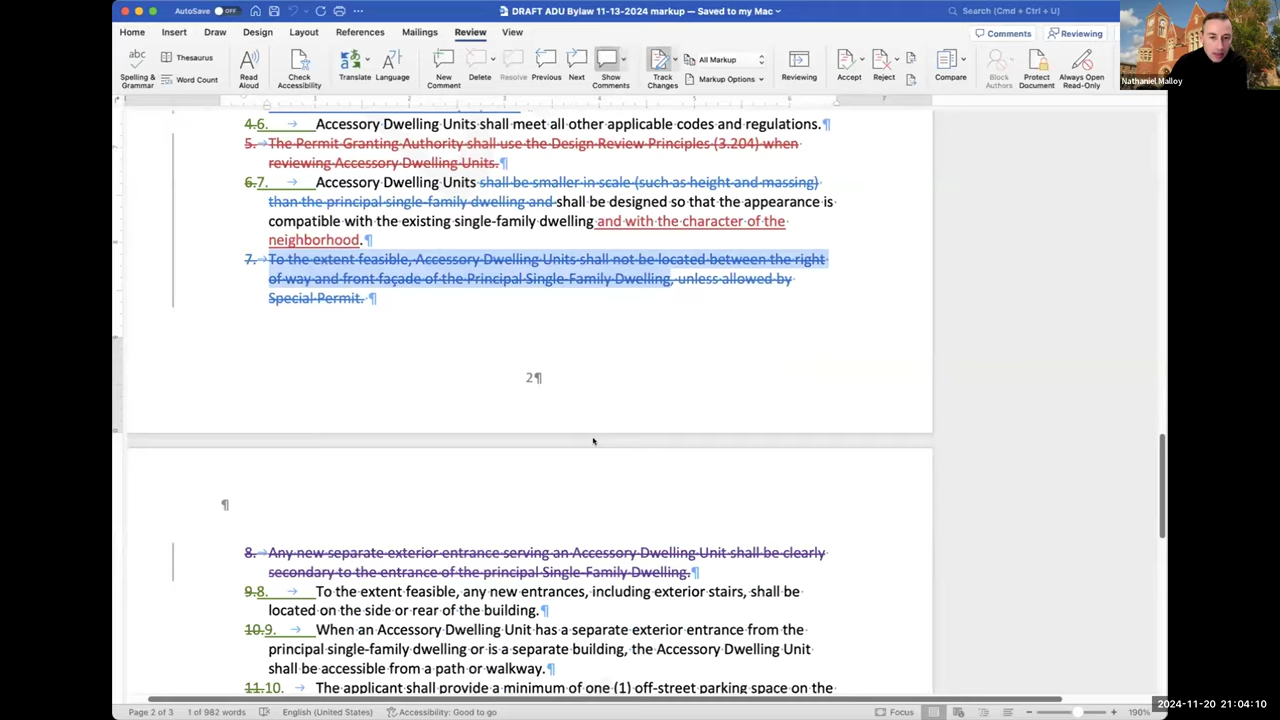 AutoSave OFF
DRAFT ADU Bylaw 11-13-2024 markup — Saved to my Mac
Search (Cmd + Ctrl + U)
Home Insert Draw Design Layout References Mailings Review View
Comments Reviewing
abc
Spelling & Grammar
Thesaurus
Word Count
Read Aloud
Check Accessibility
Translate
Language
New Comment
Delete
Resolve
Previous
Next
Show Comments
Track Changes
All Markup
Markup Options
Reviewing
Accept
Reject
Compare
Block Authors
Protect Document
Always Open Read-Only
Nathaniel Malloy
4.6. Accessory Dwelling Units shall meet all other applicable codes and regulations.¶
5. The Permit Granting Authority shall use the Design Review Principles (3.204) when
reviewing Accessory Dwelling Units.¶
6.7. Accessory Dwelling Units shall be smaller in scale (such as height and massing)
than the principal single-family dwelling and shall be designed so that the appearance is
compatible with the existing single-family dwelling and with the character of the
neighborhood.¶
7. To the extent feasible, Accessory Dwelling Units shall not be located between the right
of way and front façade of the Principal Single-Family Dwelling, unless allowed by
Special Permit. ¶
2¶
¶
8. Any new separate exterior entrance serving an Accessory Dwelling Unit shall be clearly
secondary to the entrance of the principal Single-Family Dwelling.¶
9.8. To the extent feasible, any new entrances, including exterior stairs, shall be
located on the side or rear of the building.¶
10.9. When an Accessory Dwelling Unit has a separate exterior entrance from the
principal single-family dwelling or is a separate building, the Accessory Dwelling Unit
shall be accessible from a path or walkway.¶
11.10. The applicant shall provide a minimum of one (1) off-street parking space on the
Page 2 of 3 1 of 982 words English (United States) Accessibility: Good to go Focus 190%
2024-11-20 21:04:10